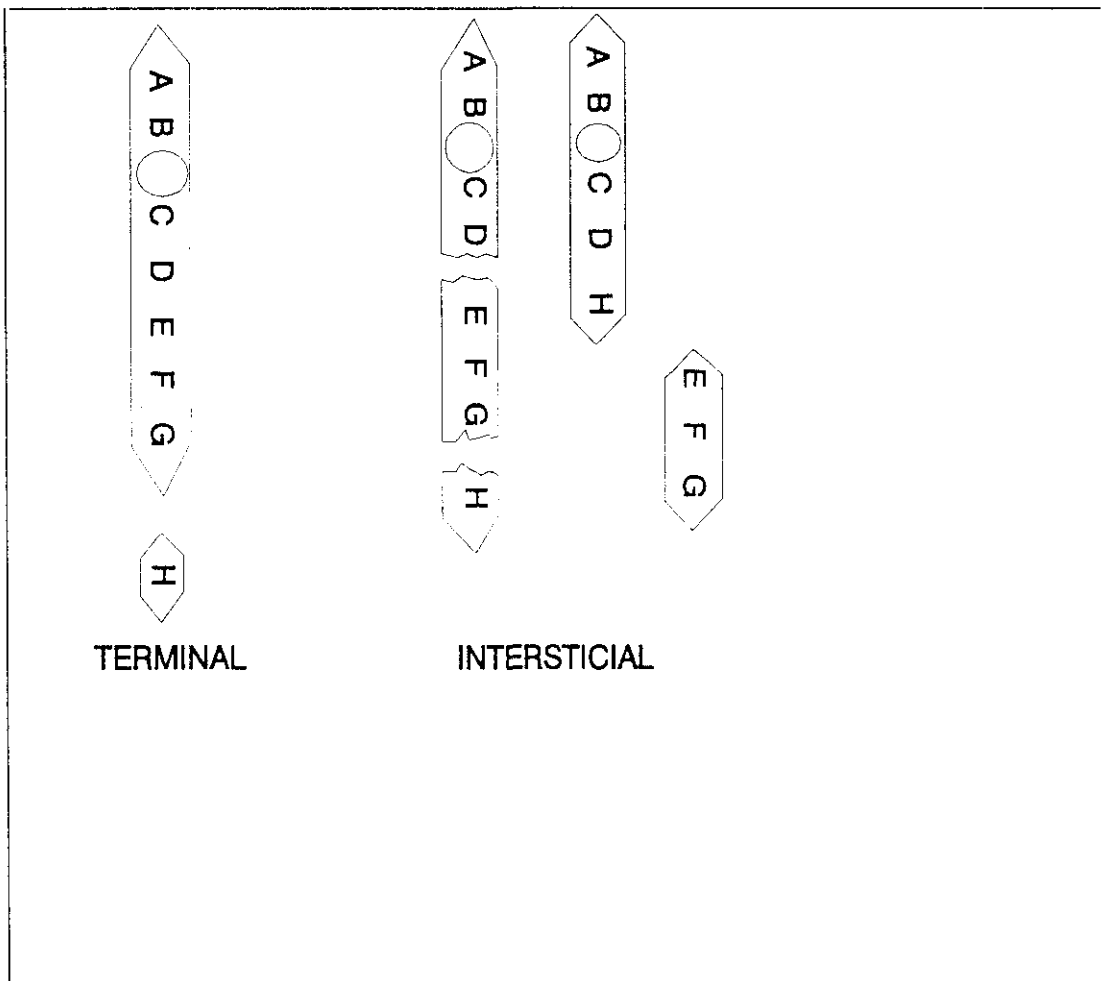 A B C D E F G
H
TERMINAL
A B C D
E F G
H
A B C D H
E F G
INTERSTICIAL